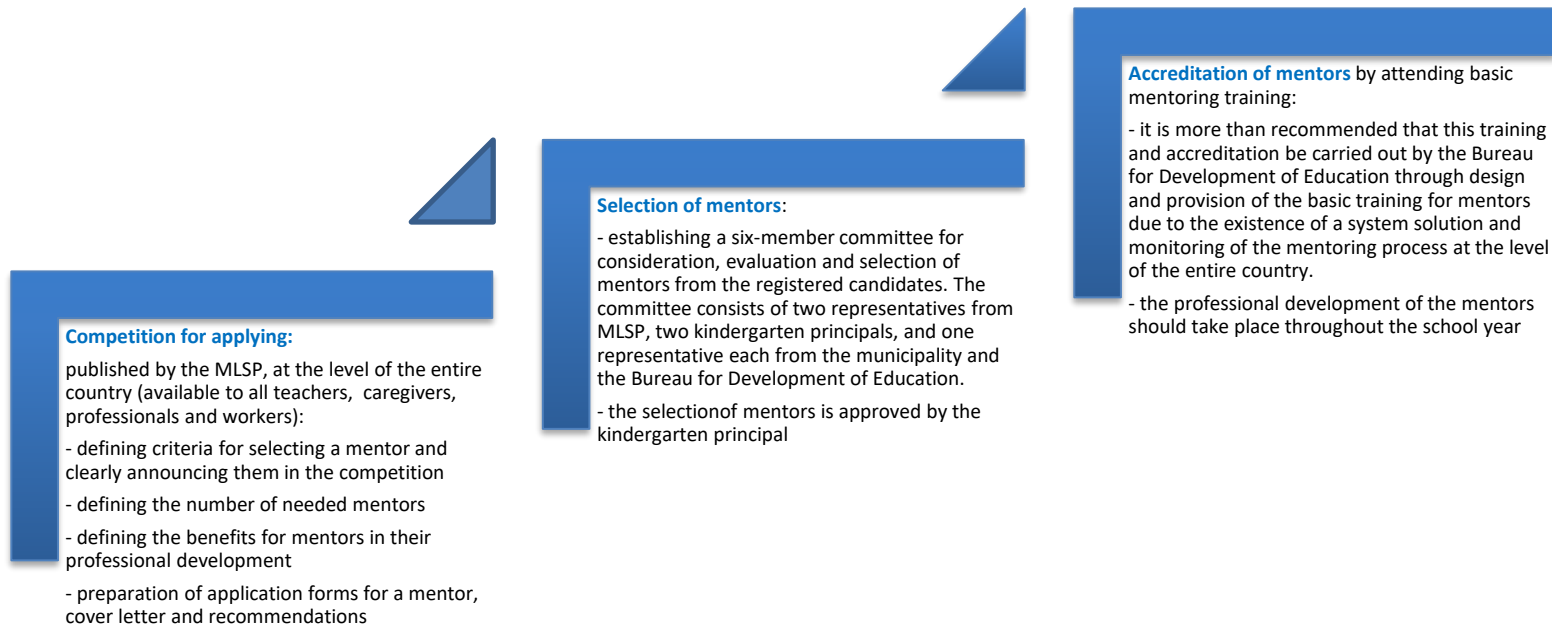 Competition for applying:
published by the MLSP, at the level of the entire
country (available to all teachers, caregivers,
professionals and workers):
- defining criteria for selecting a mentor and
clearly announcing them in the competition
- defining the number of needed mentors
- defining the benefits for mentors in their
professional development
- preparation of application forms for a mentor,
cover letter and recommendations
Selection of mentors:
- establishing a six-member committee for
consideration, evaluation and selection of
mentors from the registered candidates. The
committee consists of two representatives from
MLSP, two kindergarten principals, and one
representative each from the municipality and
the Bureau for Development of Education.
- the selectionof mentors is approved by the
kindergarten principal
Accreditation of mentors by attending basic
mentoring training:
- it is more than recommended that this training
and accreditation be carried out by the Bureau
for Development of Education through design
and provision of the basic training for mentors
due to the existence of a system solution and
monitoring of the mentoring process at the level
of the entire country.
- the professional development of the mentors
should take place throughout the school year